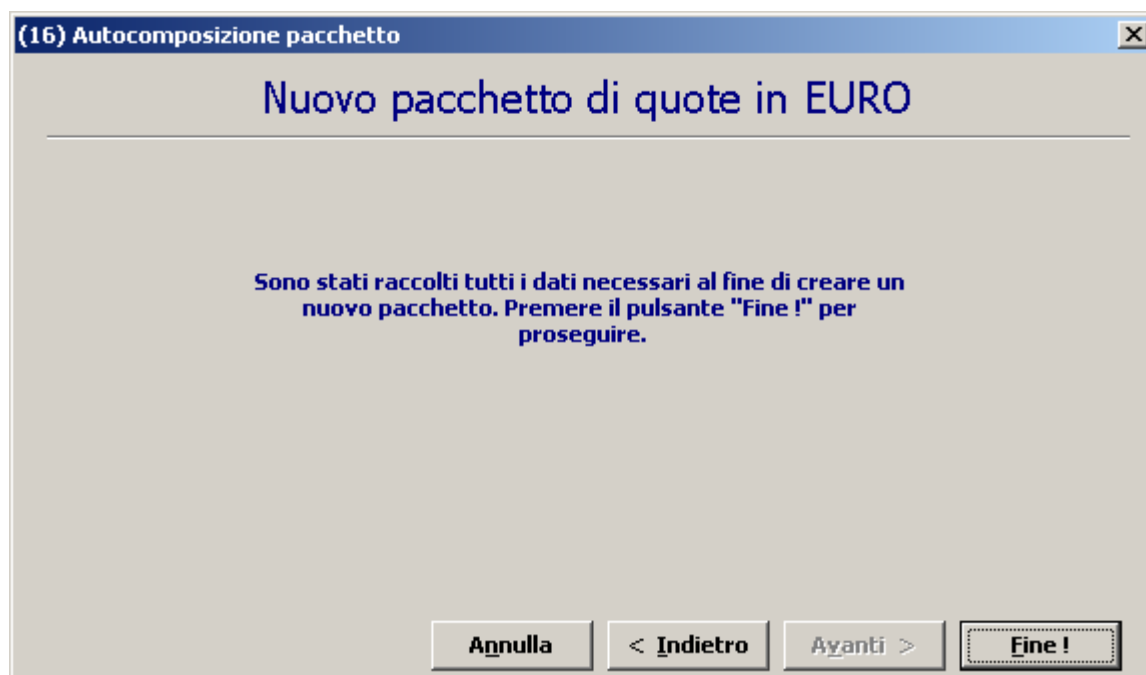 (16) Autocomposizione pacchetto
Nuovo pacchetto di quote in EURO
Sono stati raccolti tutti i dati necessari al fine di creare un
nuovo pacchetto. Premere il pulsante "Fine !" per
proseguire.
Annulla
< Indietro
Avanti >
Fine !